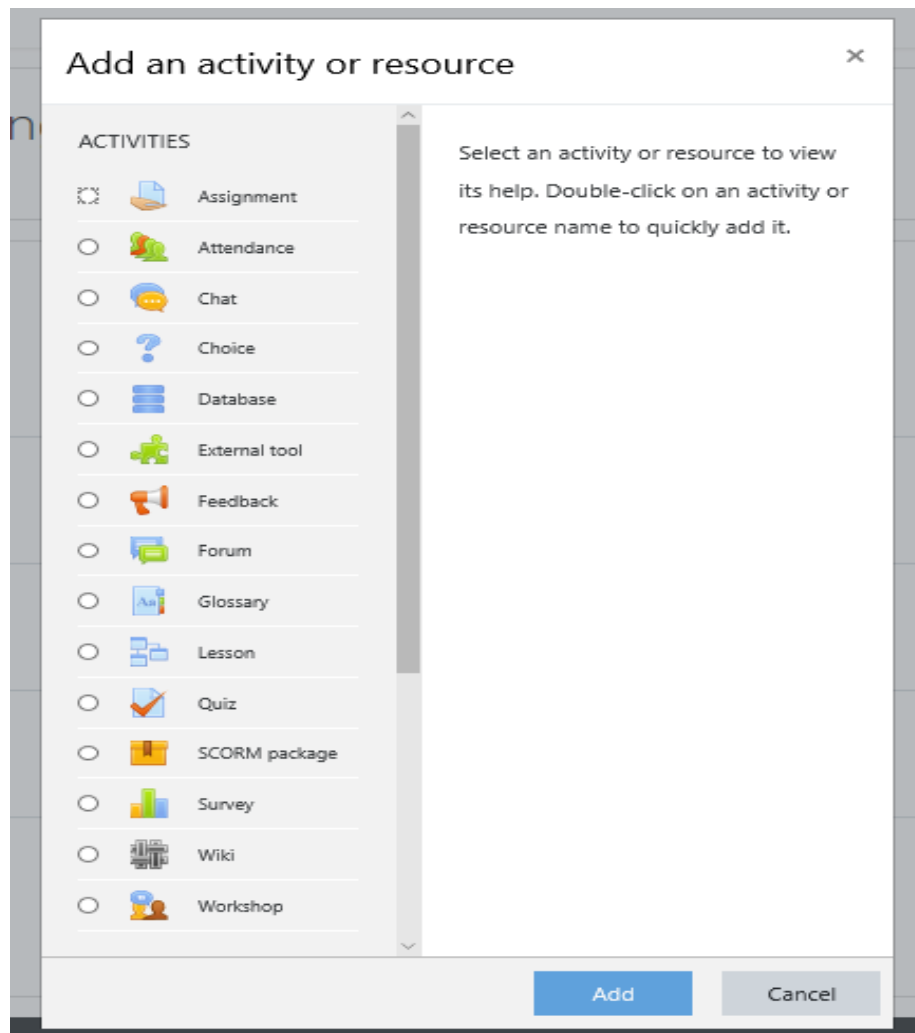 Add an activity or resource
×
ACTIVITIES
Assignment
Attendance
Chat
Choice
Database
External tool
Feedback
Forum
Aa
Glossary
Lesson
Quiz
SCORM package
Survey
Wiki
Workshop
Select an activity or resource to view
its help. Double-click on an activity or
resource name to quickly add it.
Add
Cancel